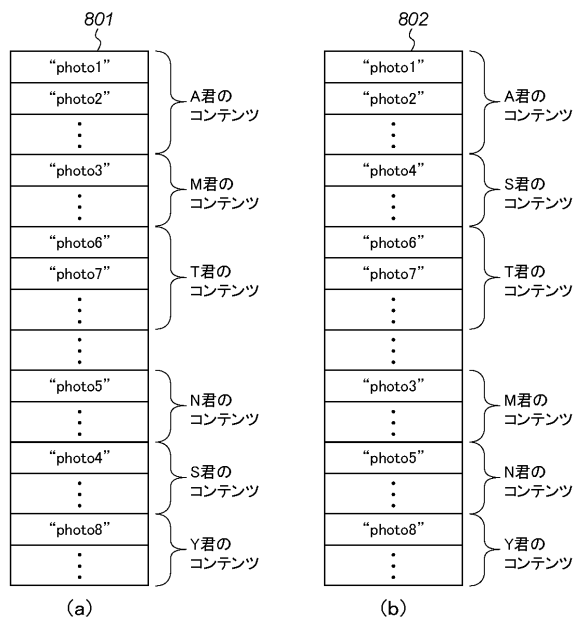 801
“photo1”
“photo2”
A君の
コンテンツ
“photo3”
M君の
コンテンツ
“photo6”
“photo7”
T君の
コンテンツ
“photo5”
N君の
コンテンツ
“photo4”
S君の
コンテンツ
“photo8”
Y君の
コンテンツ
(a)
802
“photo1”
“photo2”
A君の
コンテンツ
“photo4”
S君の
コンテンツ
“photo6”
“photo7”
T君の
コンテンツ
“photo3”
M君の
コンテンツ
“photo5”
N君の
コンテンツ
“photo8”
Y君の
コンテンツ
(b)